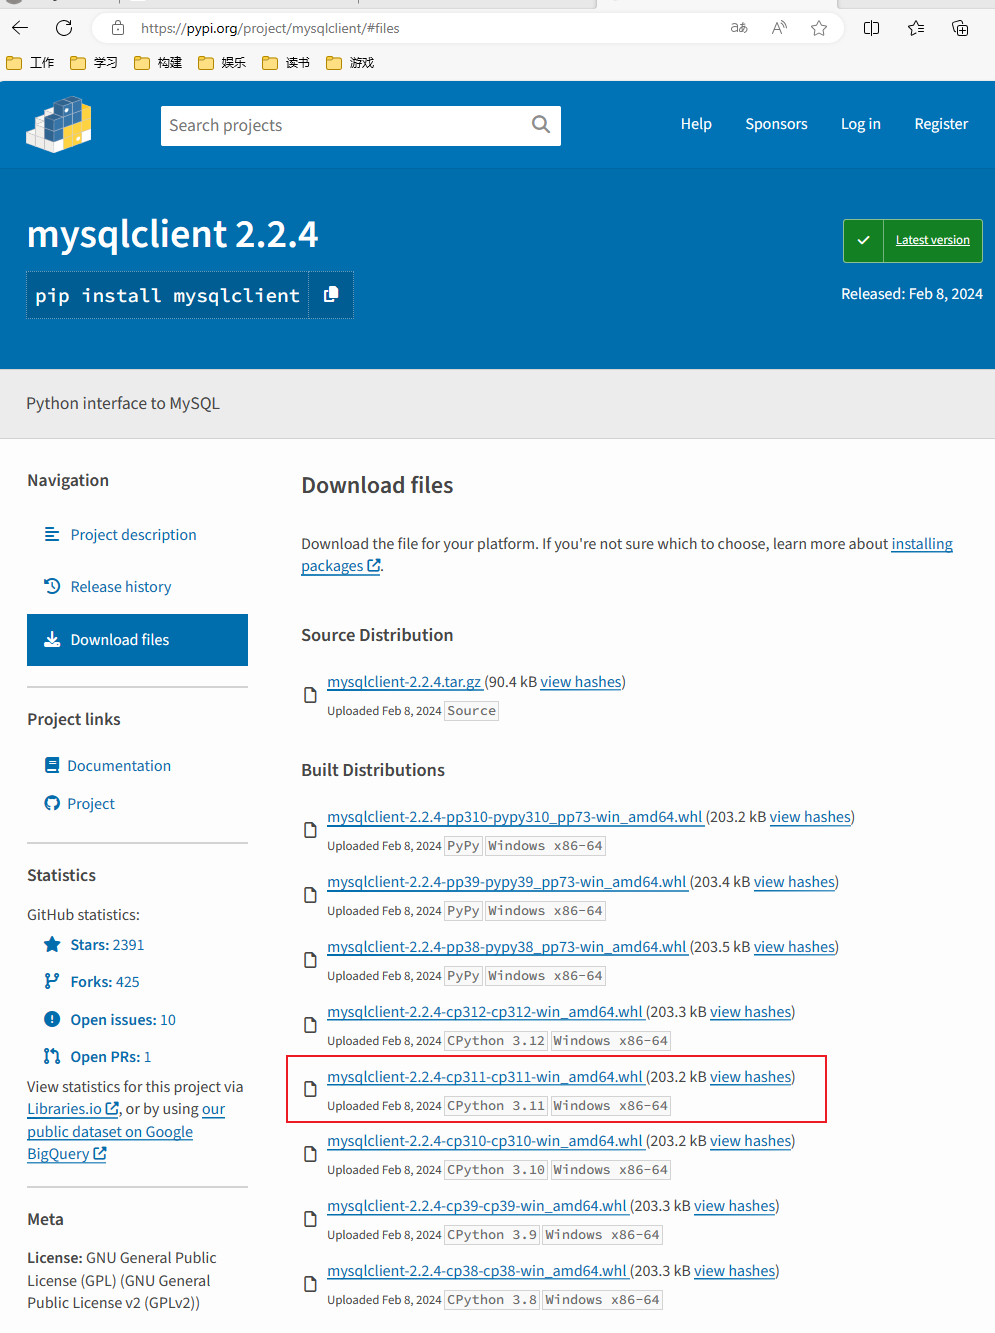 https://pypi.org/project/mysqlclient/#files
工作 学习 构建 娱乐 读书 游戏
Search projects
Help Sponsors Log in Register
mysqlclient 2.2.4
Latest version
pip install mysqlclient
Released: Feb 8, 2024
Python interface to MySQL
Navigation
Project description
Release history
Download files
Project links
Documentation
Project
Statistics
GitHub statistics:
Stars: 2391
Forks: 425
Open issues: 10
Open PRs: 1
View statistics for this project via
Libraries.io, or by using our
public dataset on Google
BigQuery
Meta
License: GNU General Public
License (GPL) (GNU General
Public License v2 (GPLv2))
Download files
Download the file for your platform. If you're not sure which to choose, learn more about installing
packages.
Source Distribution
mysqlclient-2.2.4.tar.gz (90.4 kB view hashes)
Uploaded Feb 8, 2024 Source
Built Distributions
mysqlclient-2.2.4-pp310-pypy310_pp73-win_amd64.whl (203.2 kB view hashes)
Uploaded Feb 8, 2024 PyPy Windows x86-64
mysqlclient-2.2.4-pp39-pypy39_pp73-win_amd64.whl (203.4 kB view hashes)
Uploaded Feb 8, 2024 PyPy Windows x86-64
mysqlclient-2.2.4-pp38-pypy38_pp73-win_amd64.whl (203.5 kB view hashes)
Uploaded Feb 8, 2024 PyPy Windows x86-64
mysqlclient-2.2.4-cp312-cp312-win_amd64.whl (203.3 kB view hashes)
Uploaded Feb 8, 2024 CPython 3.12 Windows x86-64
mysqlclient-2.2.4-cp311-cp311-win_amd64.whl (203.2 kB view hashes)
Uploaded Feb 8, 2024 CPython 3.11 Windows x86-64
mysqlclient-2.2.4-cp310-cp310-win_amd64.whl (203.2 kB view hashes)
Uploaded Feb 8, 2024 CPython 3.10 Windows x86-64
mysqlclient-2.2.4-cp39-cp39-win_amd64.whl (203.3 kB view hashes)
Uploaded Feb 8, 2024 CPython 3.9 Windows x86-64
mysqlclient-2.2.4-cp38-cp38-win_amd64.whl (203.3 kB view hashes)
Uploaded Feb 8, 2024 CPython 3.8 Windows x86-64